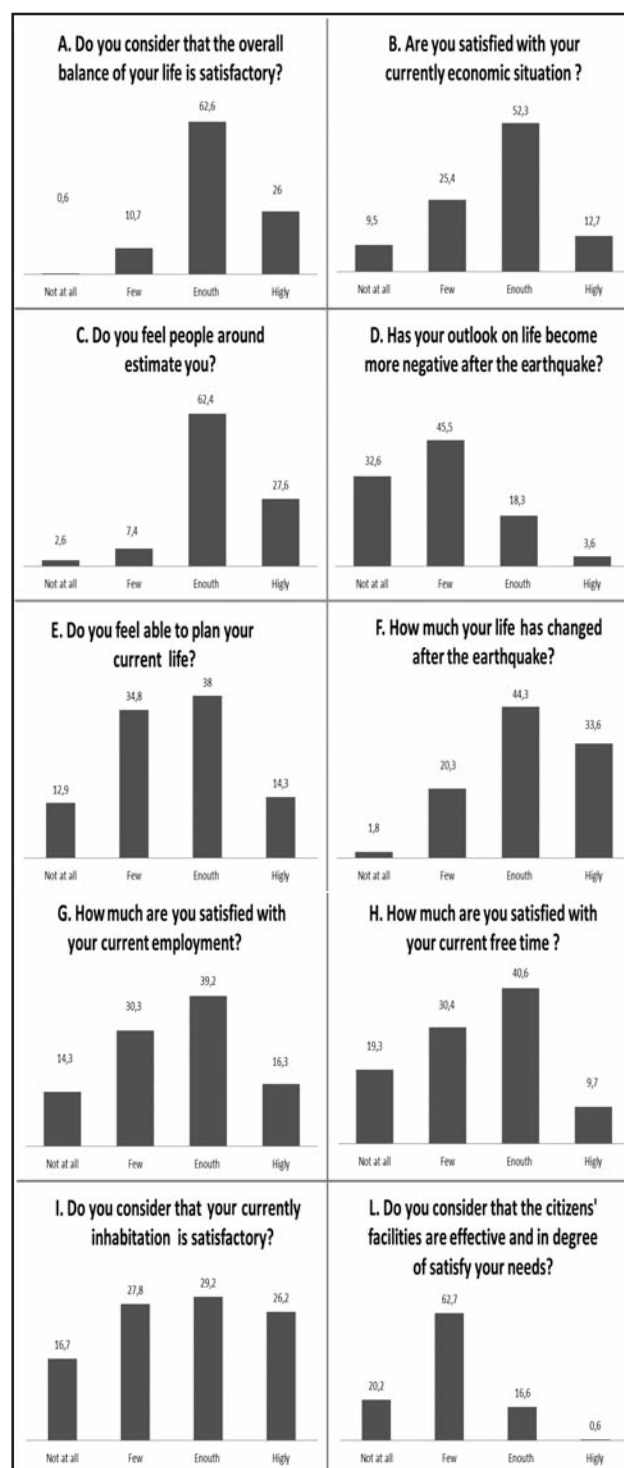 A. Do you consider that the overall
balance of your life is satisfactory?
0,6
10,7
62,6
26
Not at all Few Enouth Higly
B. Are you satisfied with your
currently economic situation ?
9,5
25,4
52,3
12,7
Not at all Few Enouth Higly
C. Do you feel people around
estimate you?
2,6
7,4
62,4
27,6
Not at all Few Enouth Higly
D. Has your outlook on life become
more negative after the earthquake?
32,6
45,5
18,3
3,6
Not at all Few Enouth Higly
E. Do you feel able to plan your
current life?
12,9
34,8
38
14,3
Not at all Few Enouth Higly
F. How much your life has changed
after the earthquake?
1,8
20,3
44,3
33,6
Not at all Few Enouth Higly
G. How much are you satisfied with
your current employment?
14,3
30,3
39,2
16,3
Not at all Few Enouth Higly
H. How much are you satisfied with
your current free time ?
19,3
30,4
40,6
9,7
Not at all Few Enouth Higly
I. Do you consider that your currently
inhabitation is satisfactory?
16,7
27,8
29,2
26,2
Not at all Few Enouth Higly
L. Do you consider that the citizens'
facilities are effective and in degree
of satisfy your needs?
20,2
62,7
16,6
0,6
Not at all Few Enouth Higly